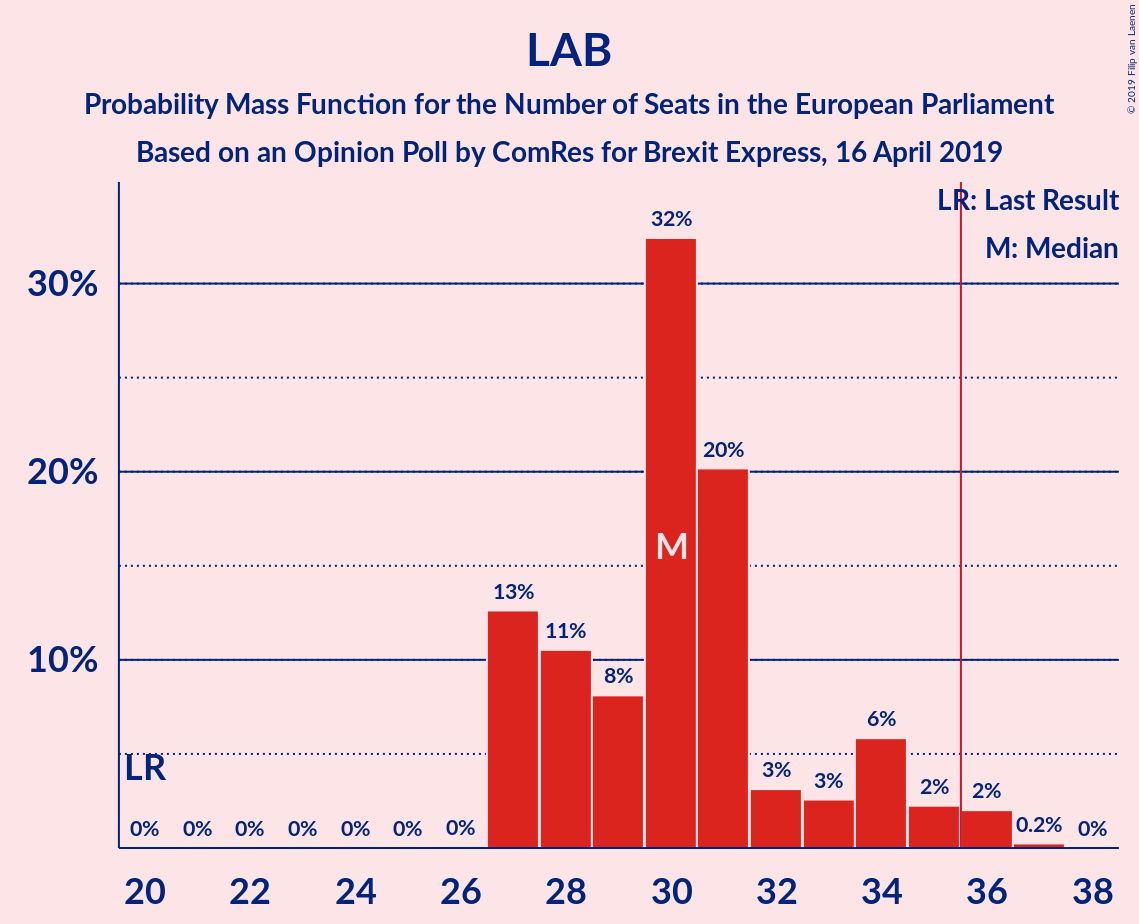 LAB
Probability Mass Function for the Number of Seats in the European Parliament
Based on an Opinion Poll by ComRes for Brexit Express, 16 April 2019
© 2019 Filip van Laenen
LR: Last Result
M: Median
30%
20%
10%
LR
M
0% 0% 0% 0% 0% 0% 0% 13% 11% 8% 32% 20% 3% 3% 6% 2% 2% 0.2% 0%
20 22 24 26 28 30 32 34 36 38